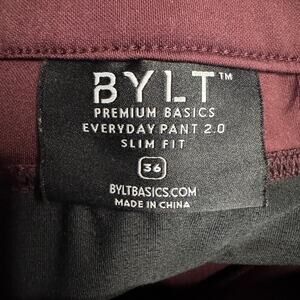 BYLT™
PREMIUM BASICS
EVERYDAY PANT 2.0
SLIM FIT
36
BYLTBASICS.COM
MADE IN CHINA